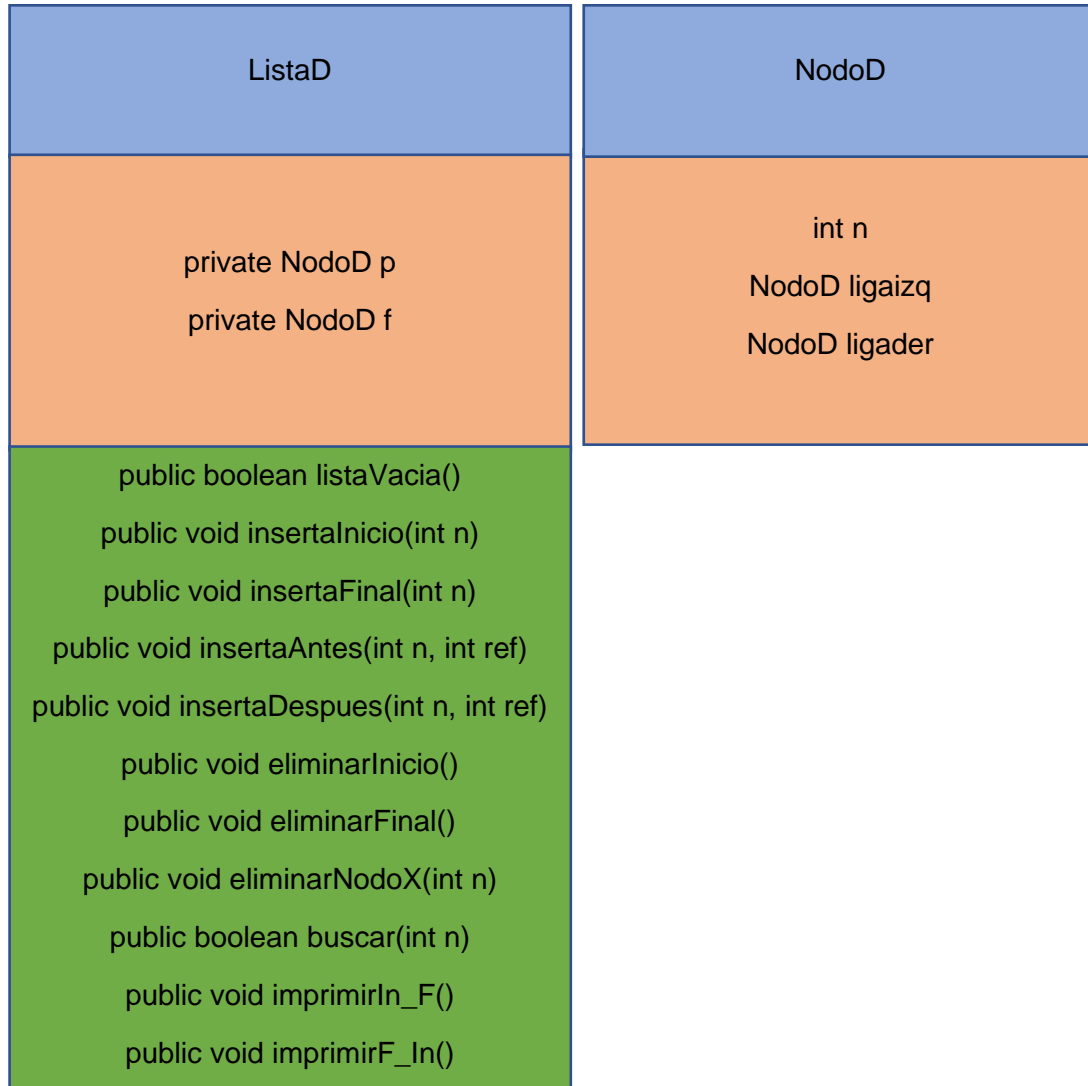 ListaD
private NodoD p
private NodoD f
public boolean listaVacia()
public void insertaInicio(int n)
public void insertaFinal(int n)
public void insertaAntes(int n, int ref)
public void insertaDespues(int n, int ref)
public void eliminarInicio()
public void eliminarFinal()
public void eliminarNodoX(int n)
public boolean buscar(int n)
public void imprimirIn_F()
public void imprimirF_In()
NodoD
int n
NodoD ligaizq
NodoD ligader